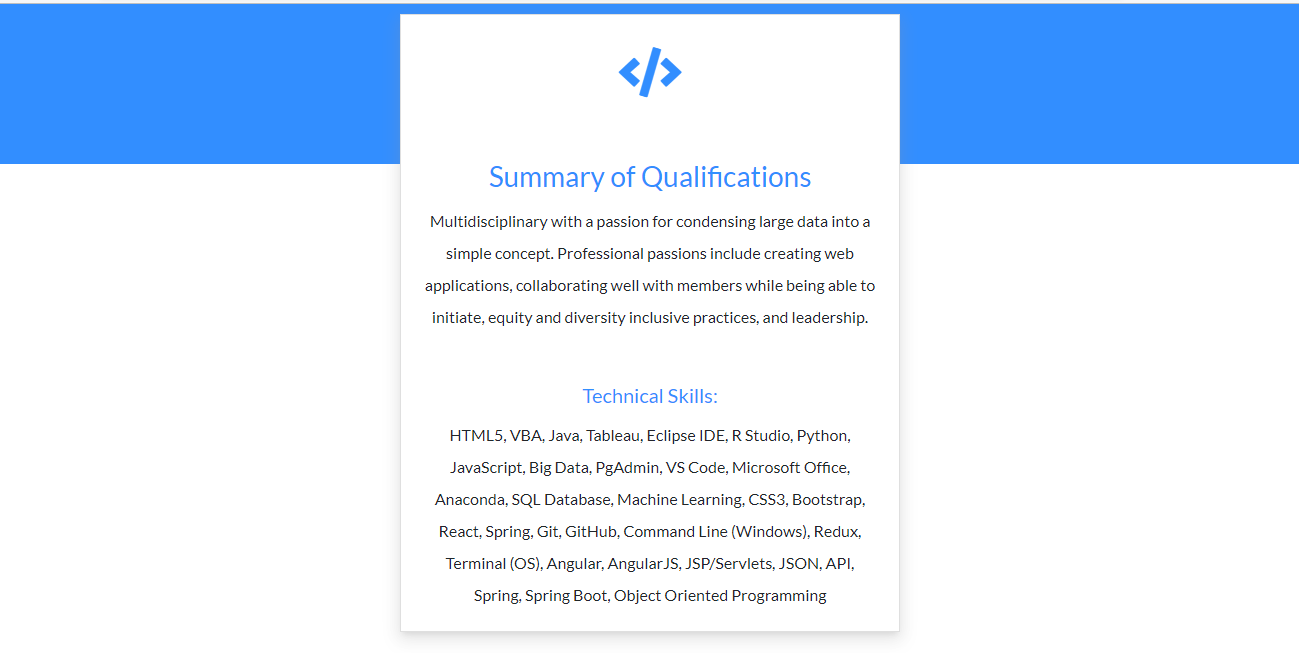 Summary of Qualifications
Multidisciplinary with a passion for condensing large data into a
simple concept. Professional passions include creating web
applications, collaborating well with members while being able to
initiate, equity and diversity inclusive practices, and leadership.
Technical Skills:
HTML5, VBA, Java, Tableau, Eclipse IDE, R Studio, Python,
JavaScript, Big Data, PgAdmin, VS Code, Microsoft Office,
Anaconda, SQL Database, Machine Learning, CSS3, Bootstrap,
React, Spring, Git, GitHub, Command Line (Windows), Redux,
Terminal (OS), Angular, AngularJS, JSP/Servlets, JSON, API,
Spring, Spring Boot, Object Oriented Programming